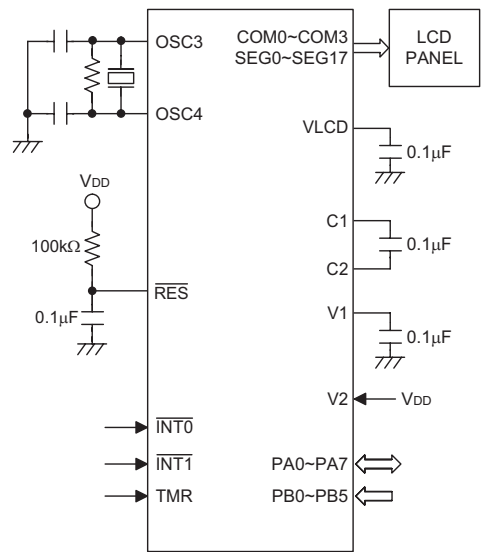 OSC3
OSC4
VDD
100kΩ
0.1μF
RES
INT0
INT1
TMR
COM0~COM3
SEG0~SEG17
LCD
PANEL
VLCD
0.1μF
C1
0.1μF
C2
V1
0.1μF
V2
VDD
PA0~PA7
PB0~PB5